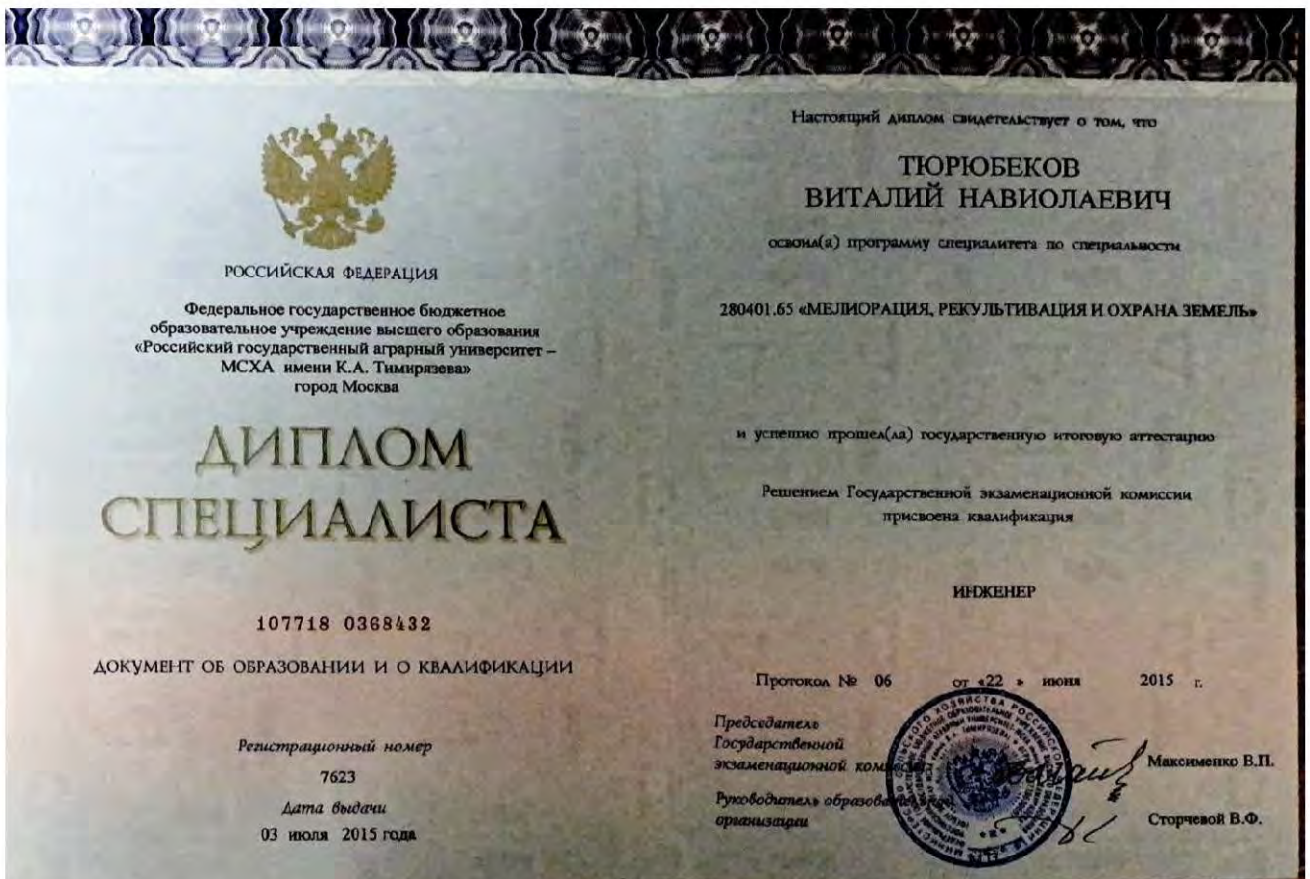 РОССИЙСКАЯ ФЕДЕРАЦИЯ
Федеральное государственное бюджетное
образовательное учреждение высшего образования
«Российский государственный аграрный университет –
МСХА имени К.А. Тимирязева»
город Москва
ДИПЛОМ
СПЕЦИАЛИСТА
107718 0368432
ДОКУМЕНТ ОБ ОБРАЗОВАНИИ И О КВАЛИФИКАЦИИ
Регистрационный номер
7623
Дата выдачи
03 июля 2015 года
Настоящий диплом свидетельствует о том, что
ТЮРЮБЕКОВ
ВИТАЛИЙ НАВИОЛАЕВИЧ
освоил(а) программу специалитета по специальности
280401.65 «МЕЛИОРАЦИЯ, РЕКУЛЬТИВАЦИЯ И ОХРАНА ЗЕМЕЛЬ»
и успешно прошел(ла) государственную итоговую аттестацию
Решением Государственной экзаменационной комиссии
присвоена квалификация
ИНЖЕНЕР
Протокол № 06 от «22 » июня 2015 г.
Председатель
Государственной
экзаменационной
Максименко В.П.
Руководитель
организации
Сторчевой В.Ф.